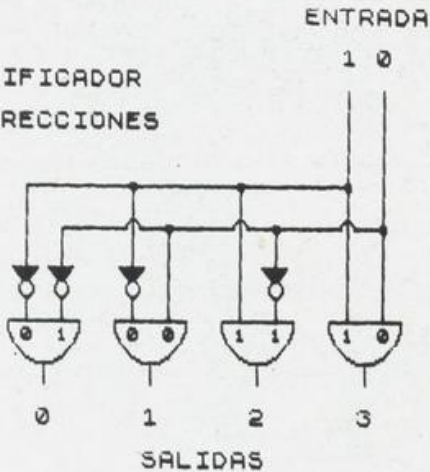 ENTRADA
1 0
IFICADOR
RECCIONES
0 1 0 0 1 1 1 0
0 1 2 3
SALIDAS